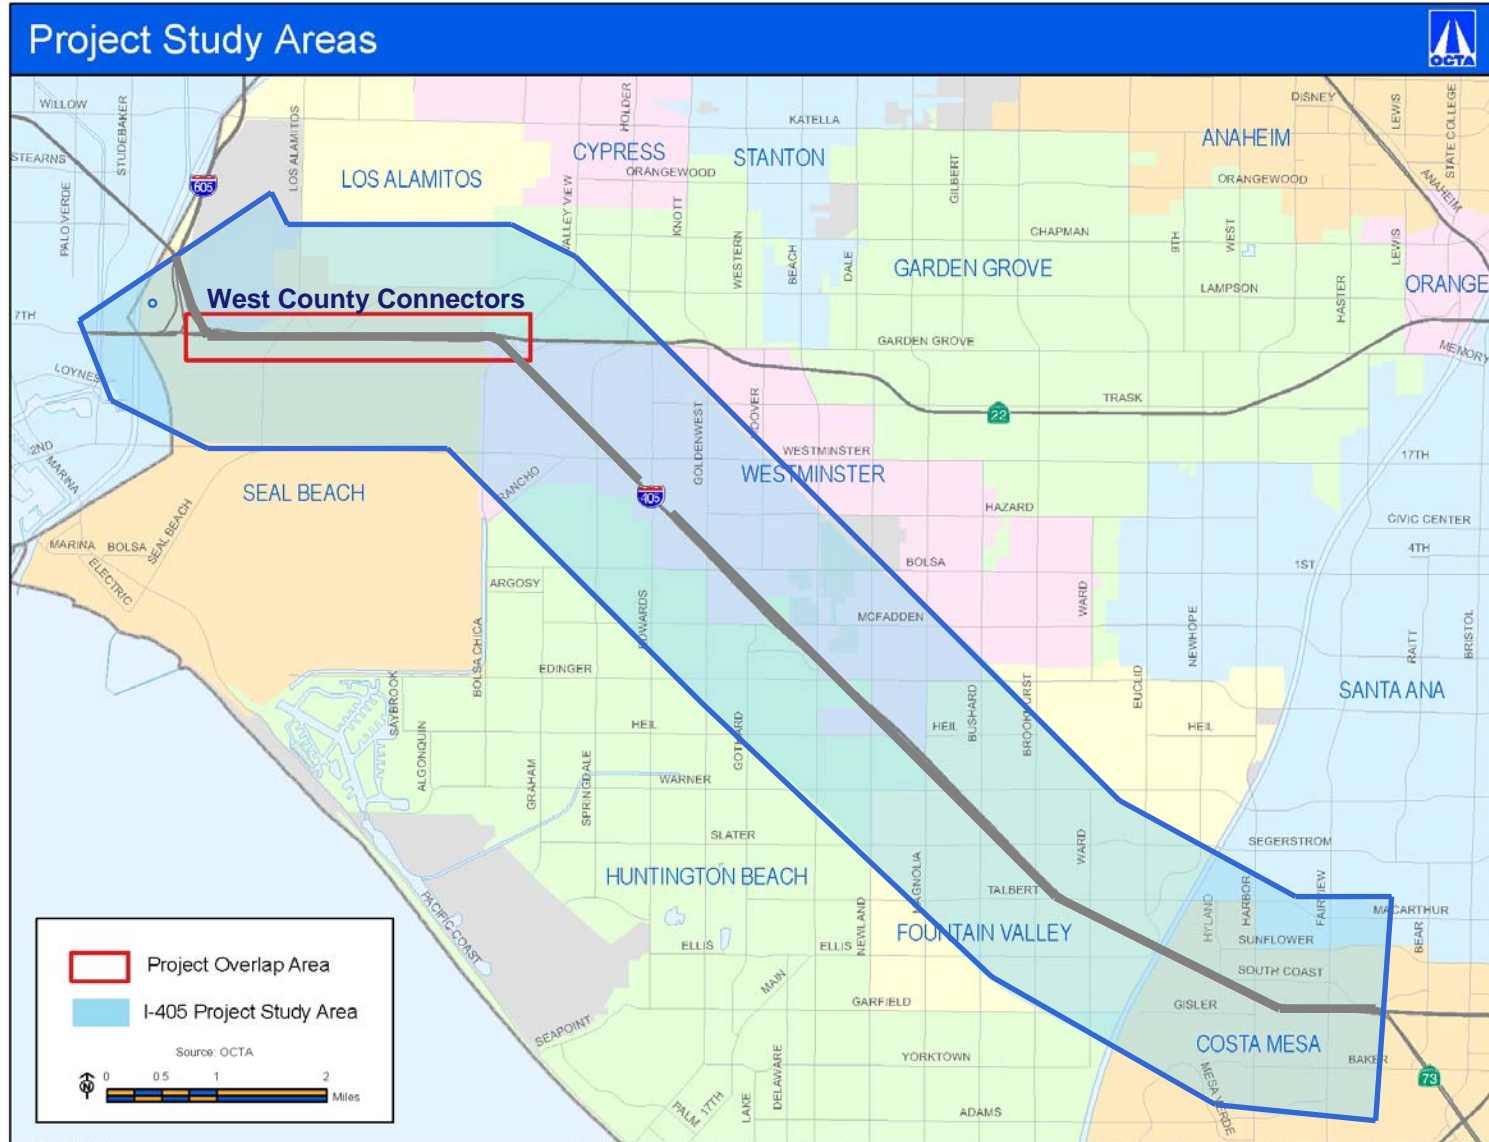 Project Study Areas
OCTA
WILLOW
STUDEBAKER
STEARNS
PALO VERDE
605
LOS ALAMITOS
LOS ALAMITOS
HOLDER
CYPRESS
ORANGEWOOD
VALLEY VIEW
KNOTT
KATELLA
STANTON
WESTERN
BEACH
DALE
GILBERT
DISNEY
LEWIS
STATE COLLEGE
ANAHEIM
ORANGEWOOD
ANAHEIM
CHAPMAN
9TH
WEST
LEWIS
GARDEN GROVE
LAMPSON
HASTER
ORANGE
West County Connectors
7TH
GARDEN GROVE
MEMORY
LOYNES
TRASK
22
HOOVER
GOLDENWEST
2ND
MARINA
WESTMINSTER
WESTMINSTER
17TH
SEAL BEACH
RANCHO
405
HAZARD
CIVIC CENTER
MARINA
BOLSA
SEAL BEACH
4TH
ELECTRIC
BOLSA
1ST
ARGOSY
EDWARDS
MCFADDEN
WARD
NEWHOPE
RAITT
BRISTOL
BOLSA CHICA
EDINGER
EUCLID
SANTA ANA
SAYBROOK
HEIL
GOTHARD
HEIL
BUSHARD
BROOKHURST
HEIL
ALGONQUIN
GRAHAM
SPRINGDALE
WARNER
SLATER
WARD
SEGERSTROM
HUNTINGTON BEACH
MAGNOLIA
TALBERT
HYLAND
HARBOR
FAIRVIEW
MACARTHUR
PACIFIC COAST
NEWLAND
FOUNTAIN VALLEY
SUNFLOWER
BEAR
ELLIS
ELLIS
SOUTH COAST
MAIN
GARFIELD
GISLER
SEAPOINT
YORKTOWN
COSTA MESA
BAKER
73
DELAWARE
LAKE
PALM
17TH
ADAMS
MESA VERDE
Project Overlap Area
I-405 Project Study Area
Source: OCTA
0 0.5 1 2
Miles
N